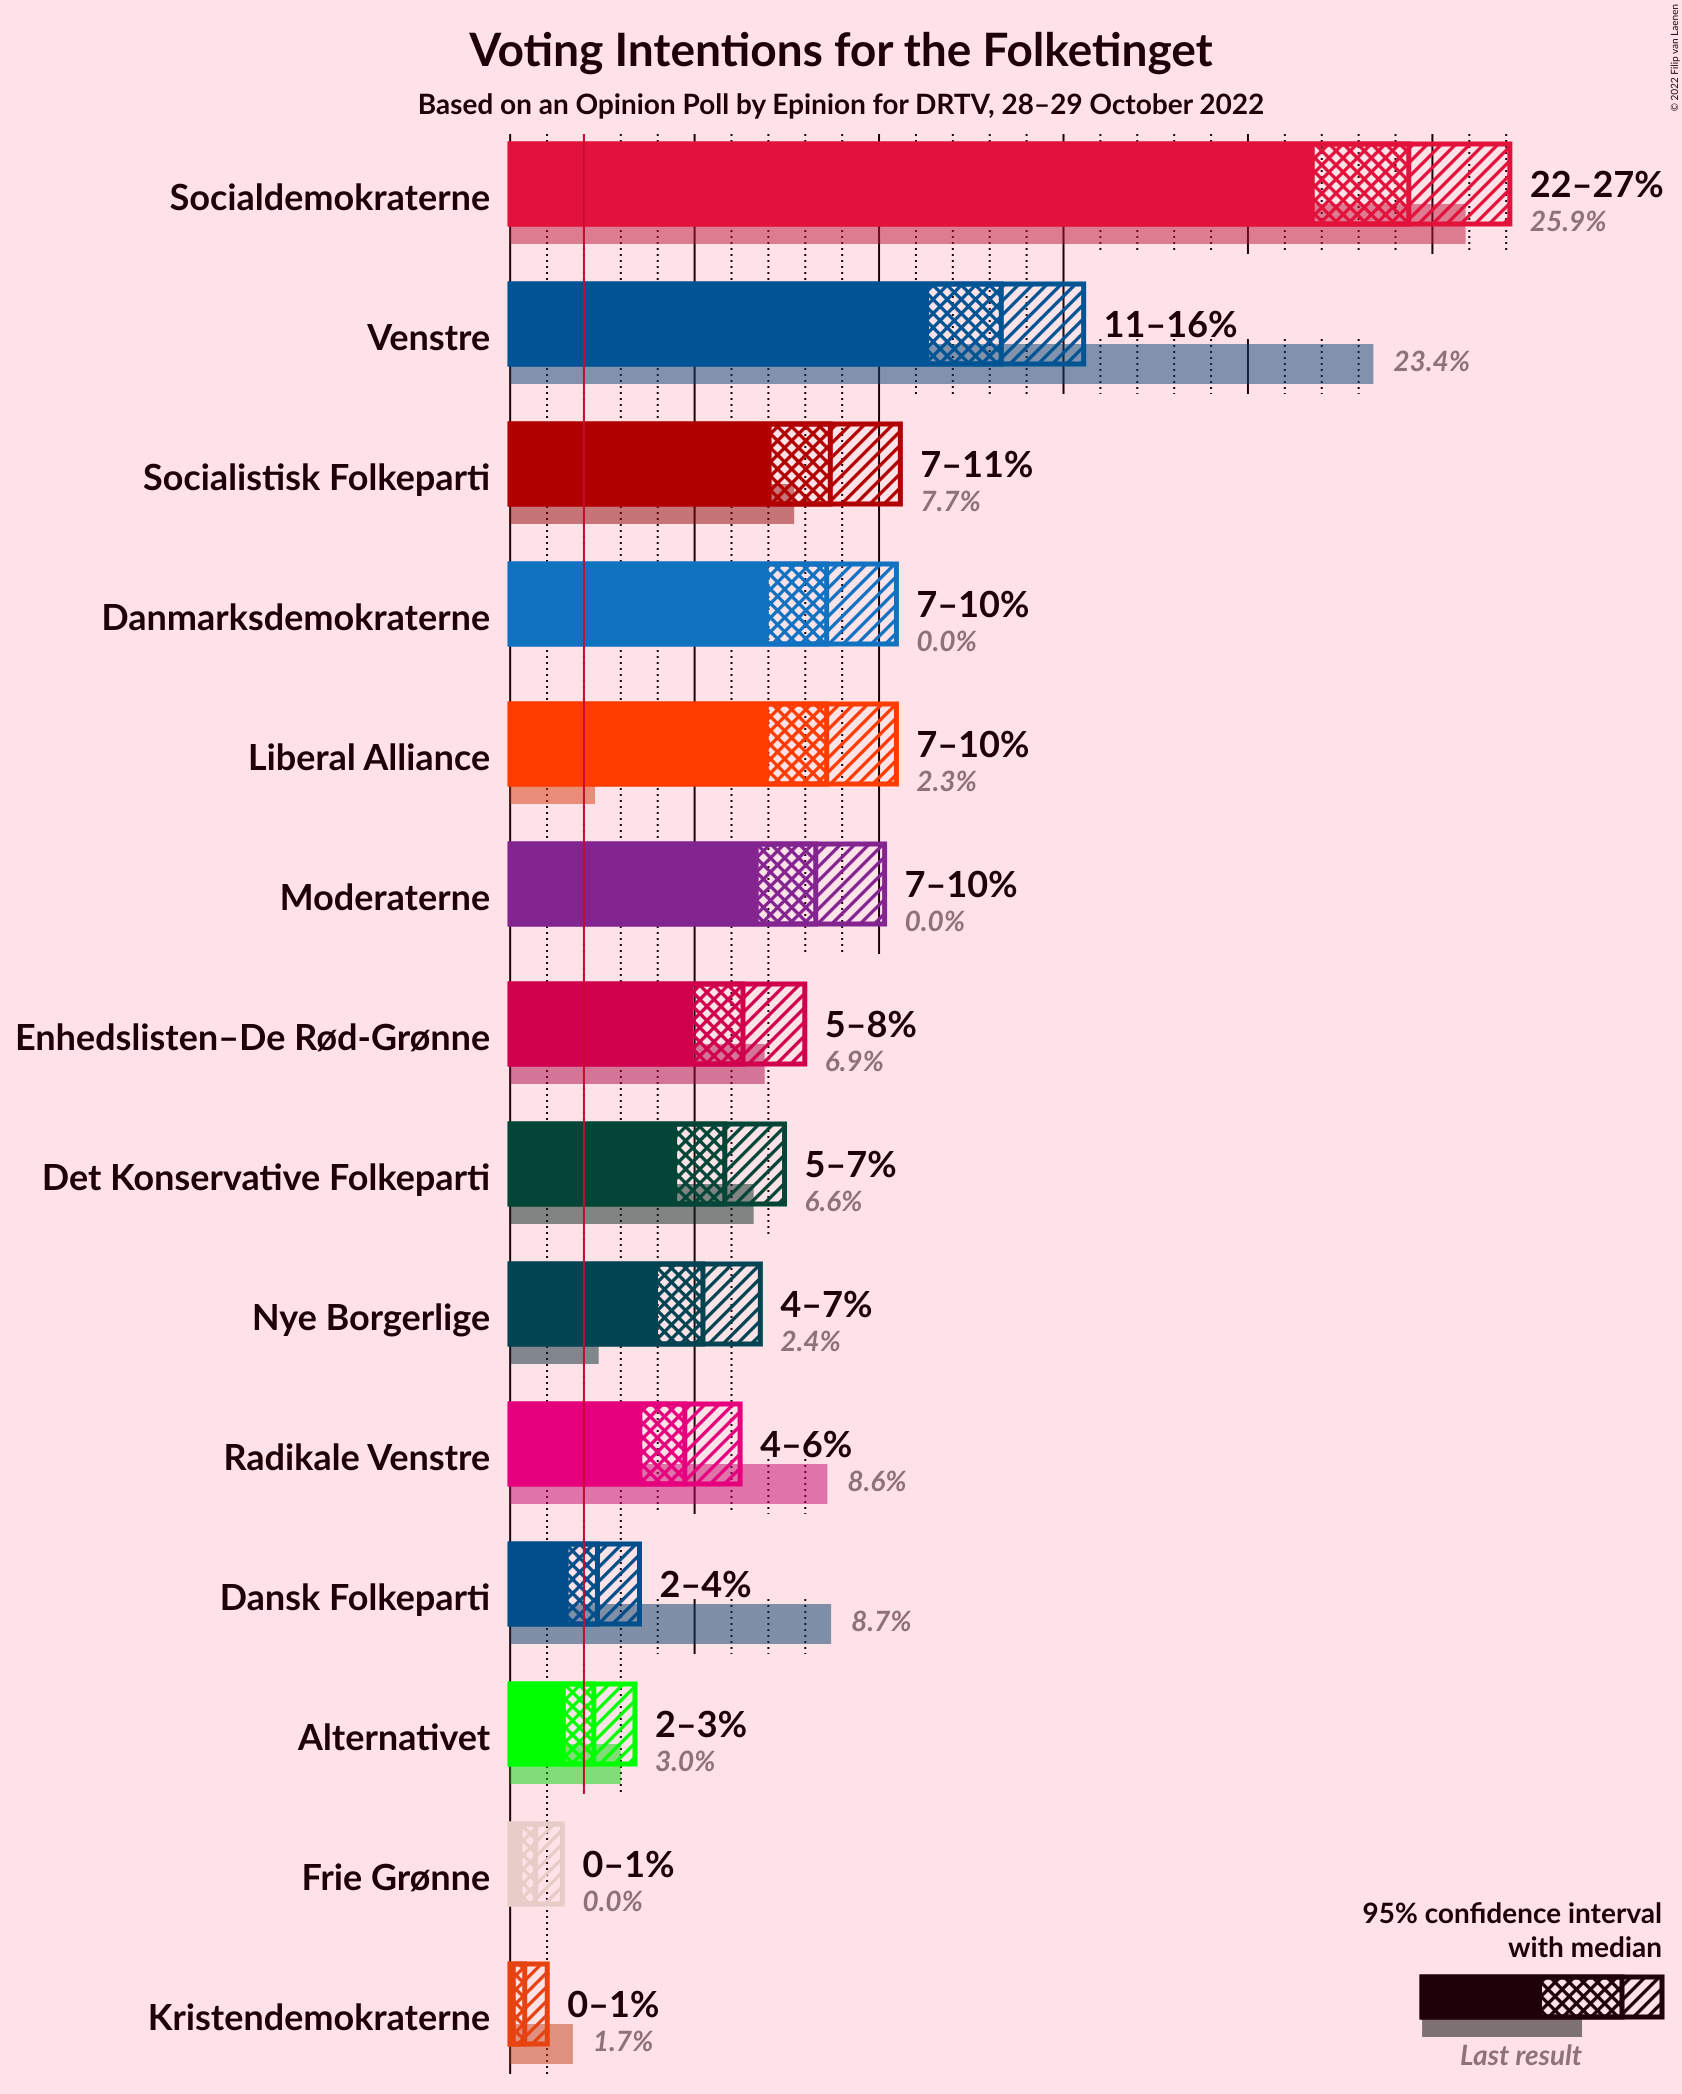 Voting Intentions for the Folketinget
Based on an Opinion Poll by Epinion for DRTV, 28–29 October 2022
© 2022 Filip van Laenen
Socialdemokraterne
22–27%
25.9%
Venstre
11–16%
23.4%
Socialistisk Folkeparti
7–11%
7.7%
Danmarksdemokraterne
7–10%
0.0%
Liberal Alliance
7–10%
2.3%
Moderaterne
7–10%
0.0%
Enhedslisten–De Rød-Grønne
5–8%
6.9%
Det Konservative Folkeparti
5–7%
6.6%
Nye Borgerlige
4–7%
2.4%
Radikale Venstre
4–6%
8.6%
Dansk Folkeparti
2–4%
8.7%
Alternativet
2–3%
3.0%
Frie Grønne
0–1%
0.0%
Kristendemokraterne
0–1%
1.7%
95% confidence interval
with median
Last result